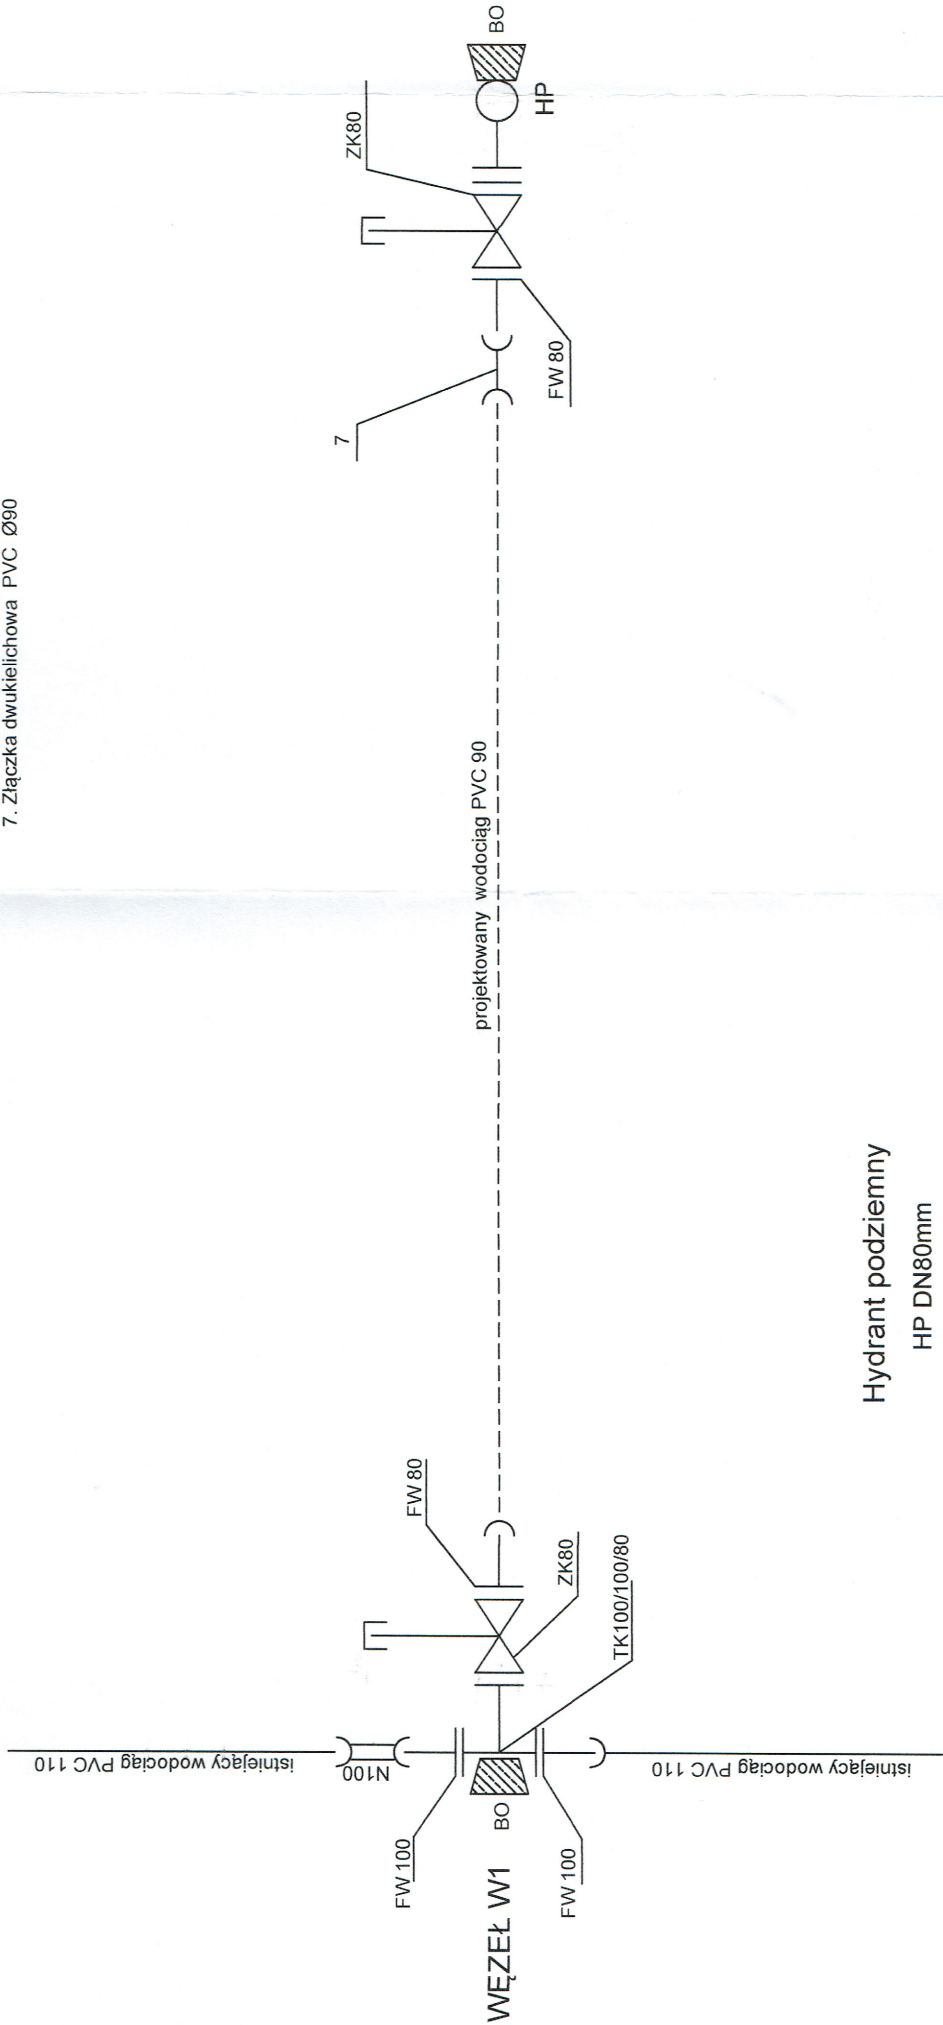 7. Złączka dwukielichowa PVC Ø90
BO
HP
ZK80
FW 80
7
projektowany wodociąg PVC 90
FW 80
ZK80
TK100/100/80
istniejący wodociąg PVC 110
N100
istniejący wodociąg PVC 110
FW 100
BO
FW 100
WĘZEŁ W1
Hydrant podziemny
HP DN80mm